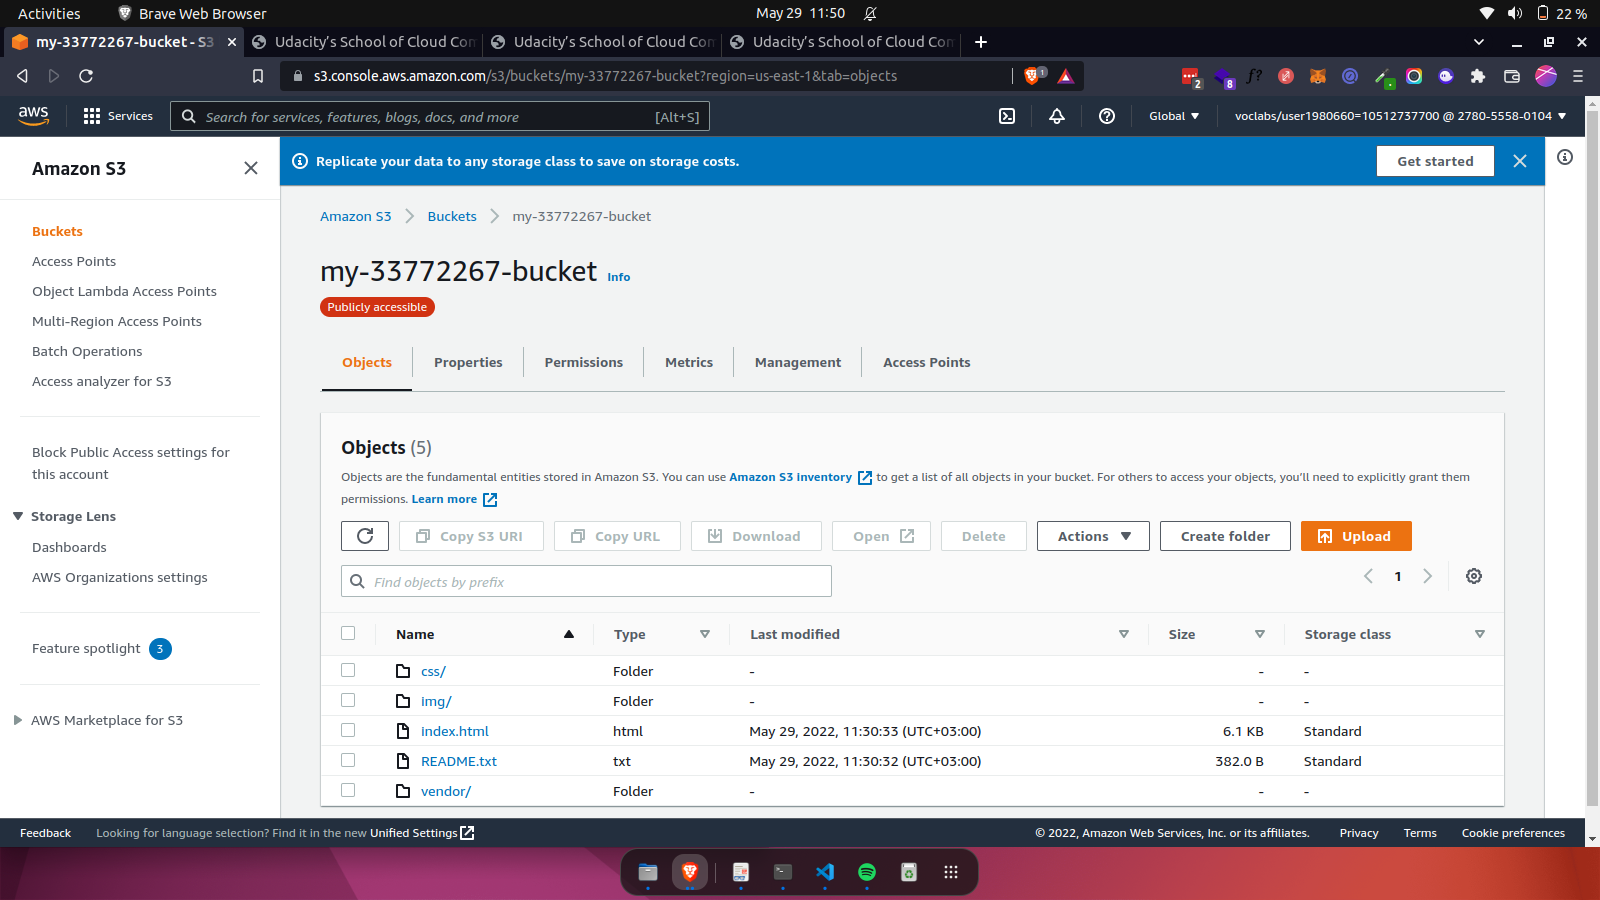 Activities
Brave Web Browser
May 29 11:50
22 %
my-33772267-bucket - S3
Udacity's School of Cloud Com
Udacity's School of Cloud Com
Udacity's School of Cloud Com
s3.console.aws.amazon.com/s3/buckets/my-33772267-bucket?region=us-east-1&tab=objects
1
2
8
f?
aws
Services
Search for services, features, blogs, docs, and more
[Alt+S]
Global
voclabs/user1980660=10512737700 @ 2780-5558-0104
Amazon S3
Replicate your data to any storage class to save on storage costs.
Get started
Buckets
Access Points
Object Lambda Access Points
Multi-Region Access Points
Batch Operations
Access analyzer for S3
Block Public Access settings for
this account
Storage Lens
Dashboards
AWS Organizations settings
Feature spotlight 3
AWS Marketplace for S3
Amazon S3
Buckets
my-33772267-bucket
my-33772267-bucket Info
Publicly accessible
Objects
Properties
Permissions
Metrics
Management
Access Points
Objects (5)
Objects are the fundamental entities stored in Amazon S3. You can use Amazon S3 inventory to get a list of all objects in your bucket. For others to access your objects, you'll need to explicitly grant them
permissions. Learn more
Copy S3 URI
Copy URL
Download
Open
Delete
Actions
Create folder
Upload
Find objects by prefix
1
Name Type Last modified Size Storage class
css/ Folder - - -
img/ Folder - - -
index.html html May 29, 2022, 11:30:33 (UTC+03:00) 6.1 KB Standard
README.txt txt May 29, 2022, 11:30:32 (UTC+03:00) 382.0 B Standard
vendor/ Folder - - -
Feedback
Looking for language selection? Find it in the new Unified Settings
© 2022, Amazon Web Services, Inc. or its affiliates.
Privacy
Terms
Cookie preferences